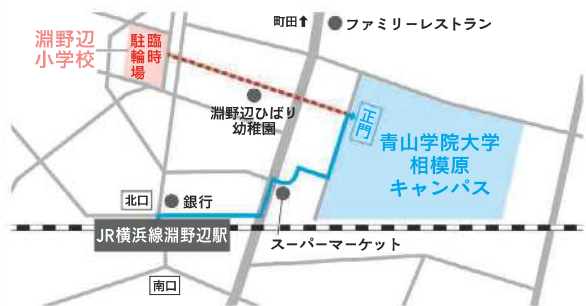 町田↑
ファミリーレストラン
淵野辺
小学校
臨時
駐輪場
淵野辺ひばり
幼稚園
正門
青山学院大学
相模原
キャンパス
北口
銀行
JR横浜線淵野辺駅
スーパーマーケット
南口